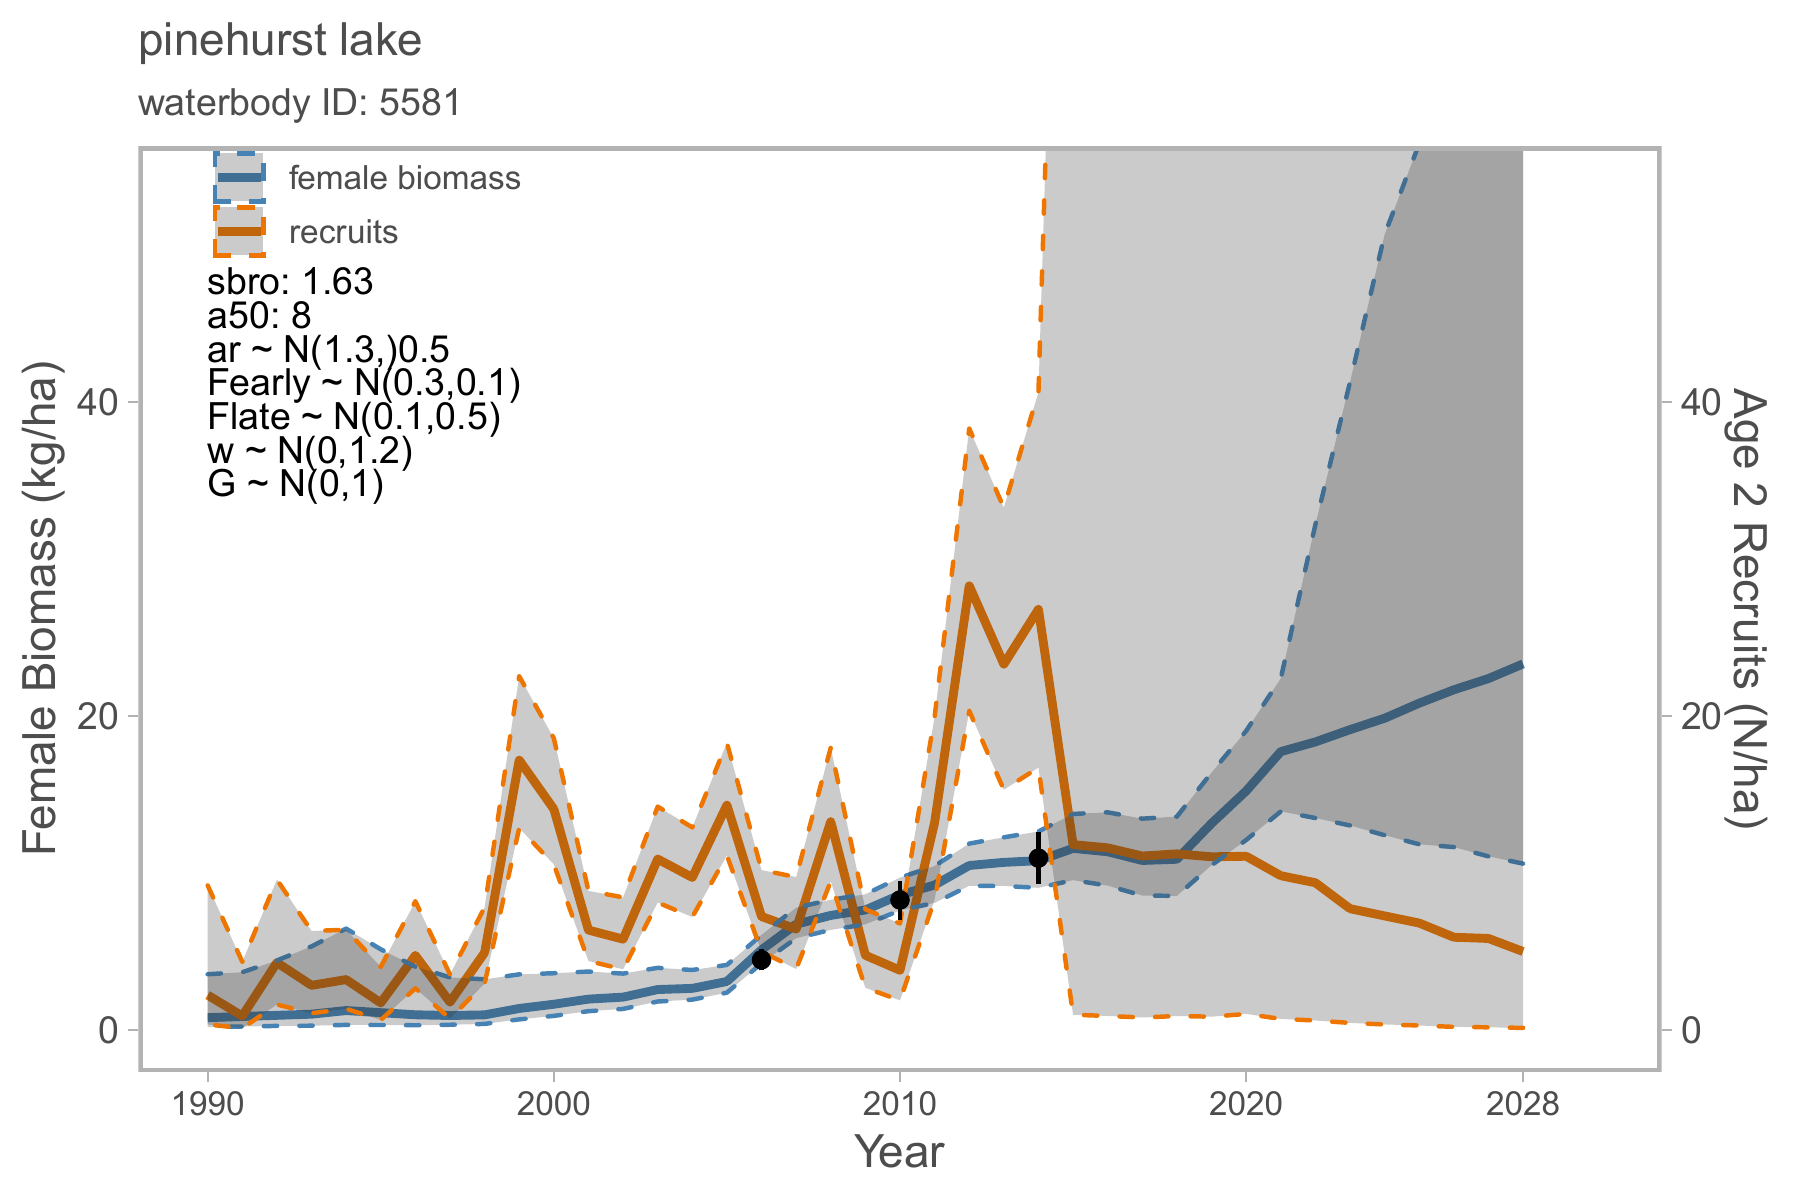 pinehurst lake
waterbody ID: 5581
female biomass
recruits
sbro: 1.63
a50: 8
ar ~ N(1.3,)0.5
Fearly ~ N(0.3,0.1)
Flate ~ N(0.1,0.5)
w ~ N(0,1.2)
G ~ N(0,1)
Female Biomass (kg/ha)
40
20
0
40
20
0
Age 2 Recruits (N/ha)
1990
2000
2010
2020
2028
Year